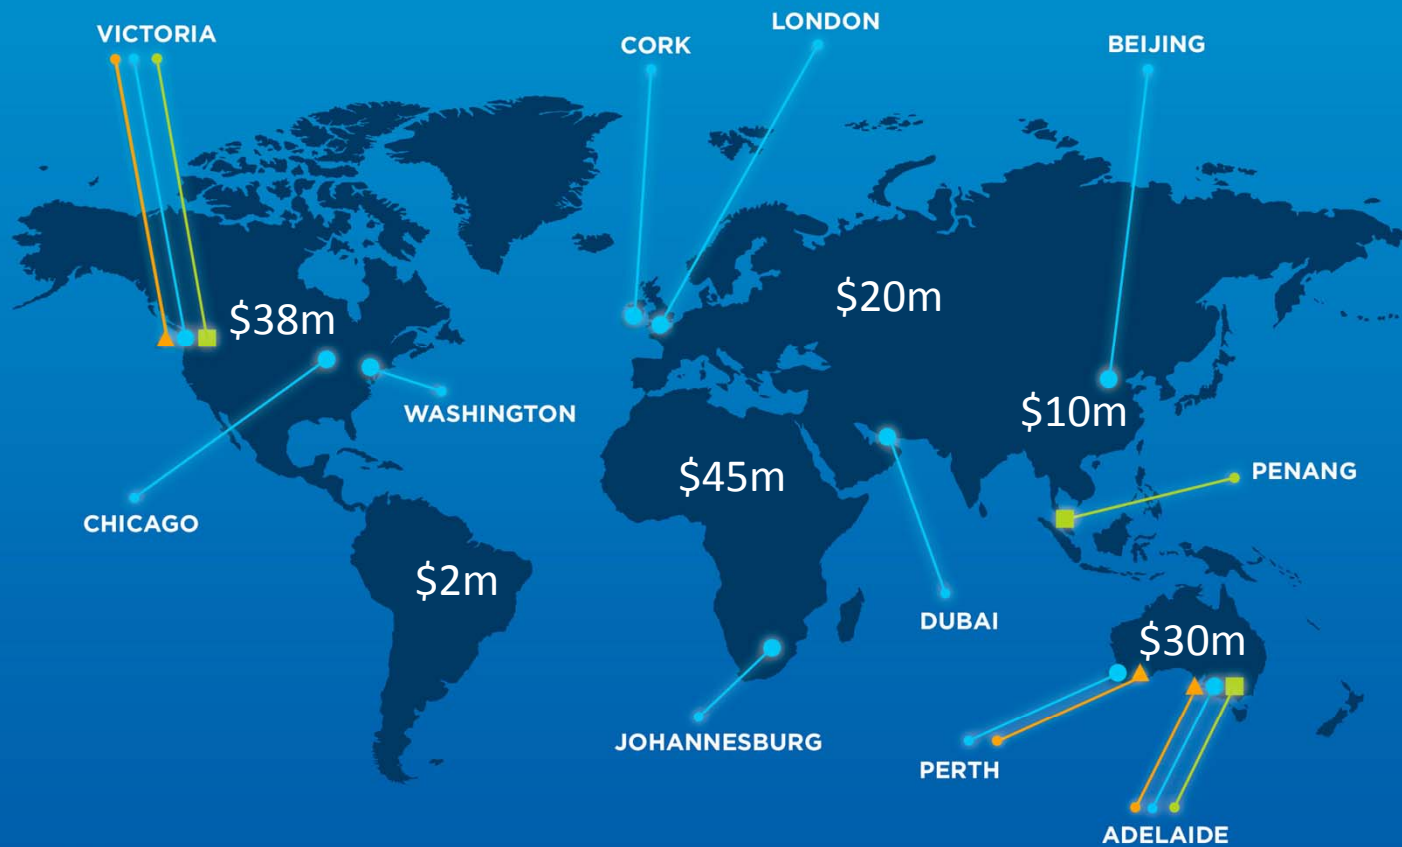 LONDON
VICTORIA
CORK
BEIJING
$20m
$38m
$10m
WASHINGTON
$45m
PENANG
CHICAGO
$2m
DUBAI
$30m
JOHANNESBURG
PERTH
ADELAIDE